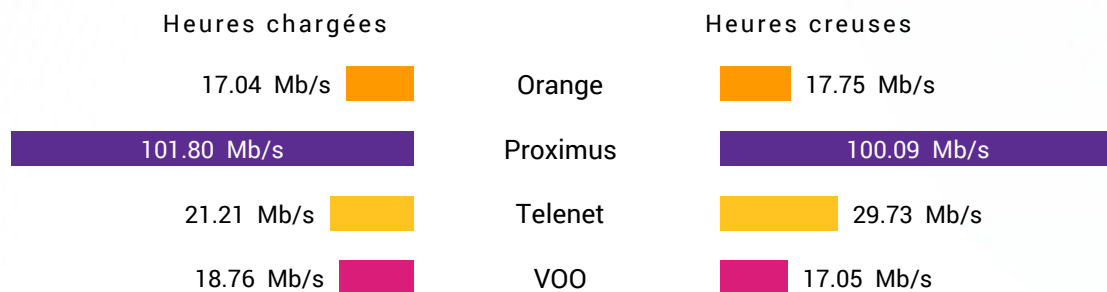 Heures chargées Heures creuses
17.04 Mb/s Orange 17.75 Mb/s
101.80 Mb/s Proximus 100.09 Mb/s
21.21 Mb/s Telenet 29.73 Mb/s
18.76 Mb/s VOO 17.05 Mb/s